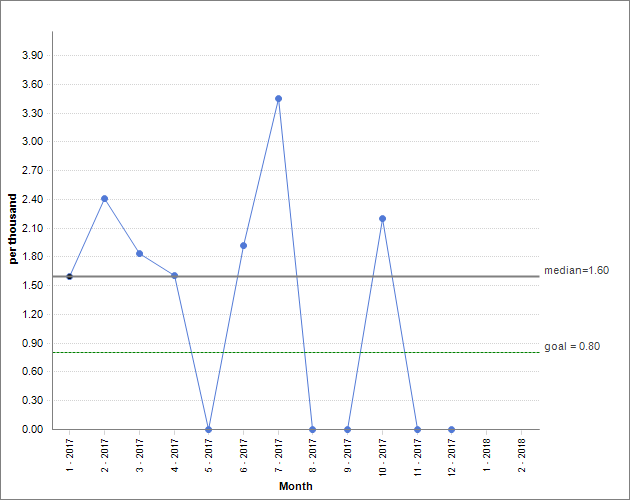 3.90
3.60
3.30
3.00
2.70
2.40
2.10
1.80
1.50
1.20
0.90
0.60
0.30
0.00
per thousand
median=1.60
goal = 0.80
1 - 2017
2 - 2017
3 - 2017
4 - 2017
5 - 2017
6 - 2017
7 - 2017
8 - 2017
9 - 2017
10 - 2017
11 - 2017
12 - 2017
1 - 2018
2 - 2018
Month